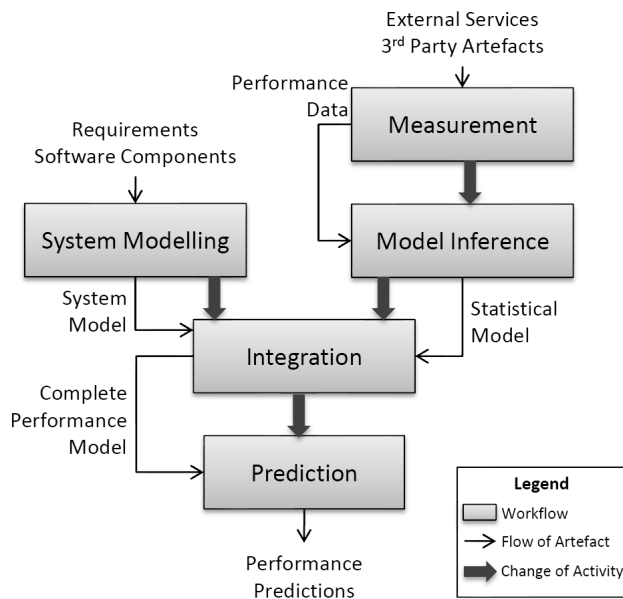 External Services
3rd Party Artefacts
Performance
Data
Measurement
Requirements
Software Components
System Modelling
Model Inference
System
Model
Statistical
Model
Integration
Complete
Performance
Model
Prediction
Performance
Predictions
Legend
Workflow
Flow of Artefact
Change of Activity